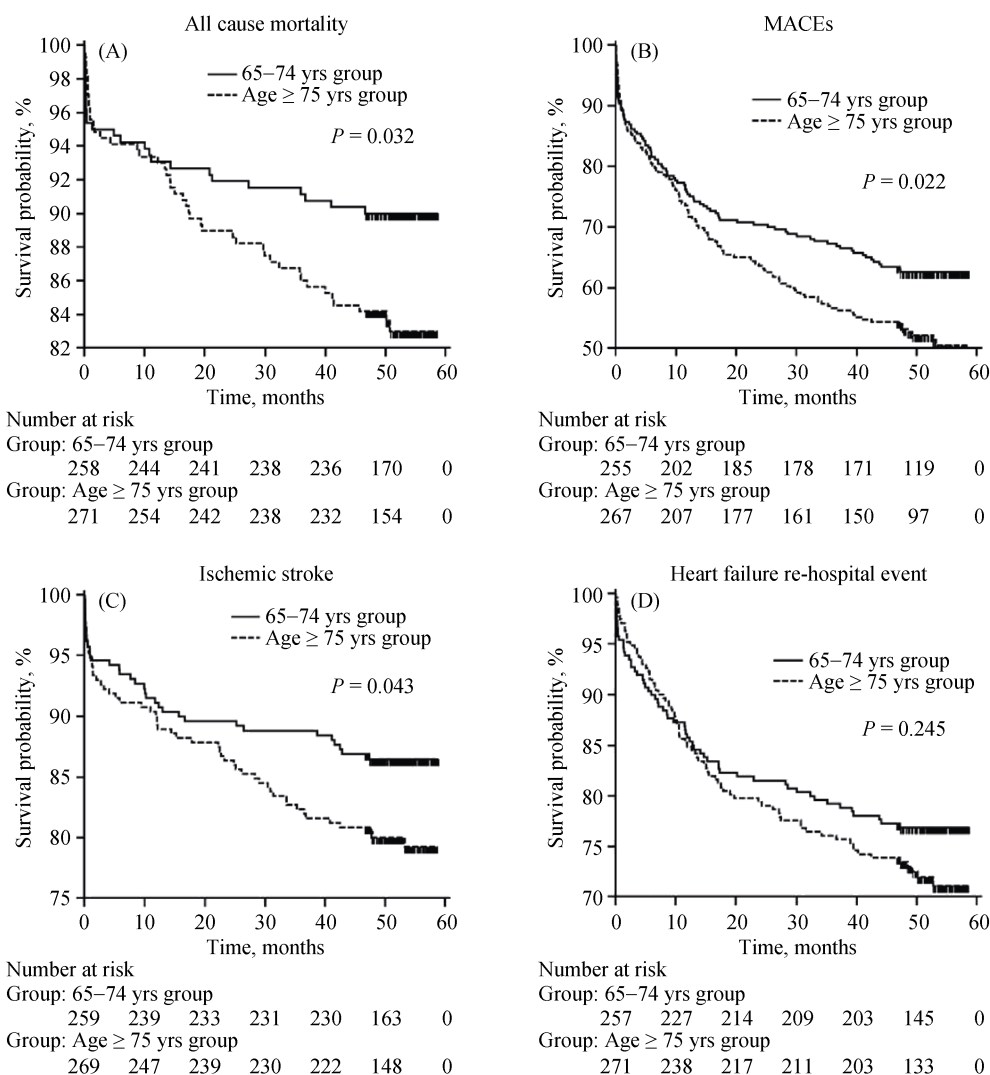 All cause mortality
(A)
65−74 yrs group
Age ≥ 75 yrs group
P = 0.032
Survival probability, %
100
98
96
94
92
90
88
86
84
82
0 10 20 30 40 50 60
Time, months
Number at risk
Group: 65−74 yrs group
258 244 241 238 236 170 0
Group: Age ≥ 75 yrs group
271 254 242 238 232 154 0
MACEs
(B)
65−74 yrs group
Age ≥ 75 yrs group
P = 0.022
Survival probability, %
100
90
80
70
60
50
0 10 20 30 40 50 60
Time, months
Number at risk
Group: 65−74 yrs group
255 202 185 178 171 119 0
Group: Age ≥ 75 yrs group
267 207 177 161 150 97 0
Ischemic stroke
(C)
65−74 yrs group
Age ≥ 75 yrs group
P = 0.043
Survival probability, %
100
95
90
85
80
75
0 10 20 30 40 50 60
Time, months
Number at risk
Group: 65−74 yrs group
259 239 233 231 230 163 0
Group: Age ≥ 75 yrs group
269 247 239 230 222 148 0
Heart failure re-hospital event
(D)
65−74 yrs group
Age ≥ 75 yrs group
P = 0.245
Survival probability, %
100
95
90
85
80
75
70
0 10 20 30 40 50 60
Time, months
Number at risk
Group: 65−74 yrs group
257 227 214 209 203 145 0
Group: Age ≥ 75 yrs group
271 238 217 211 203 133 0